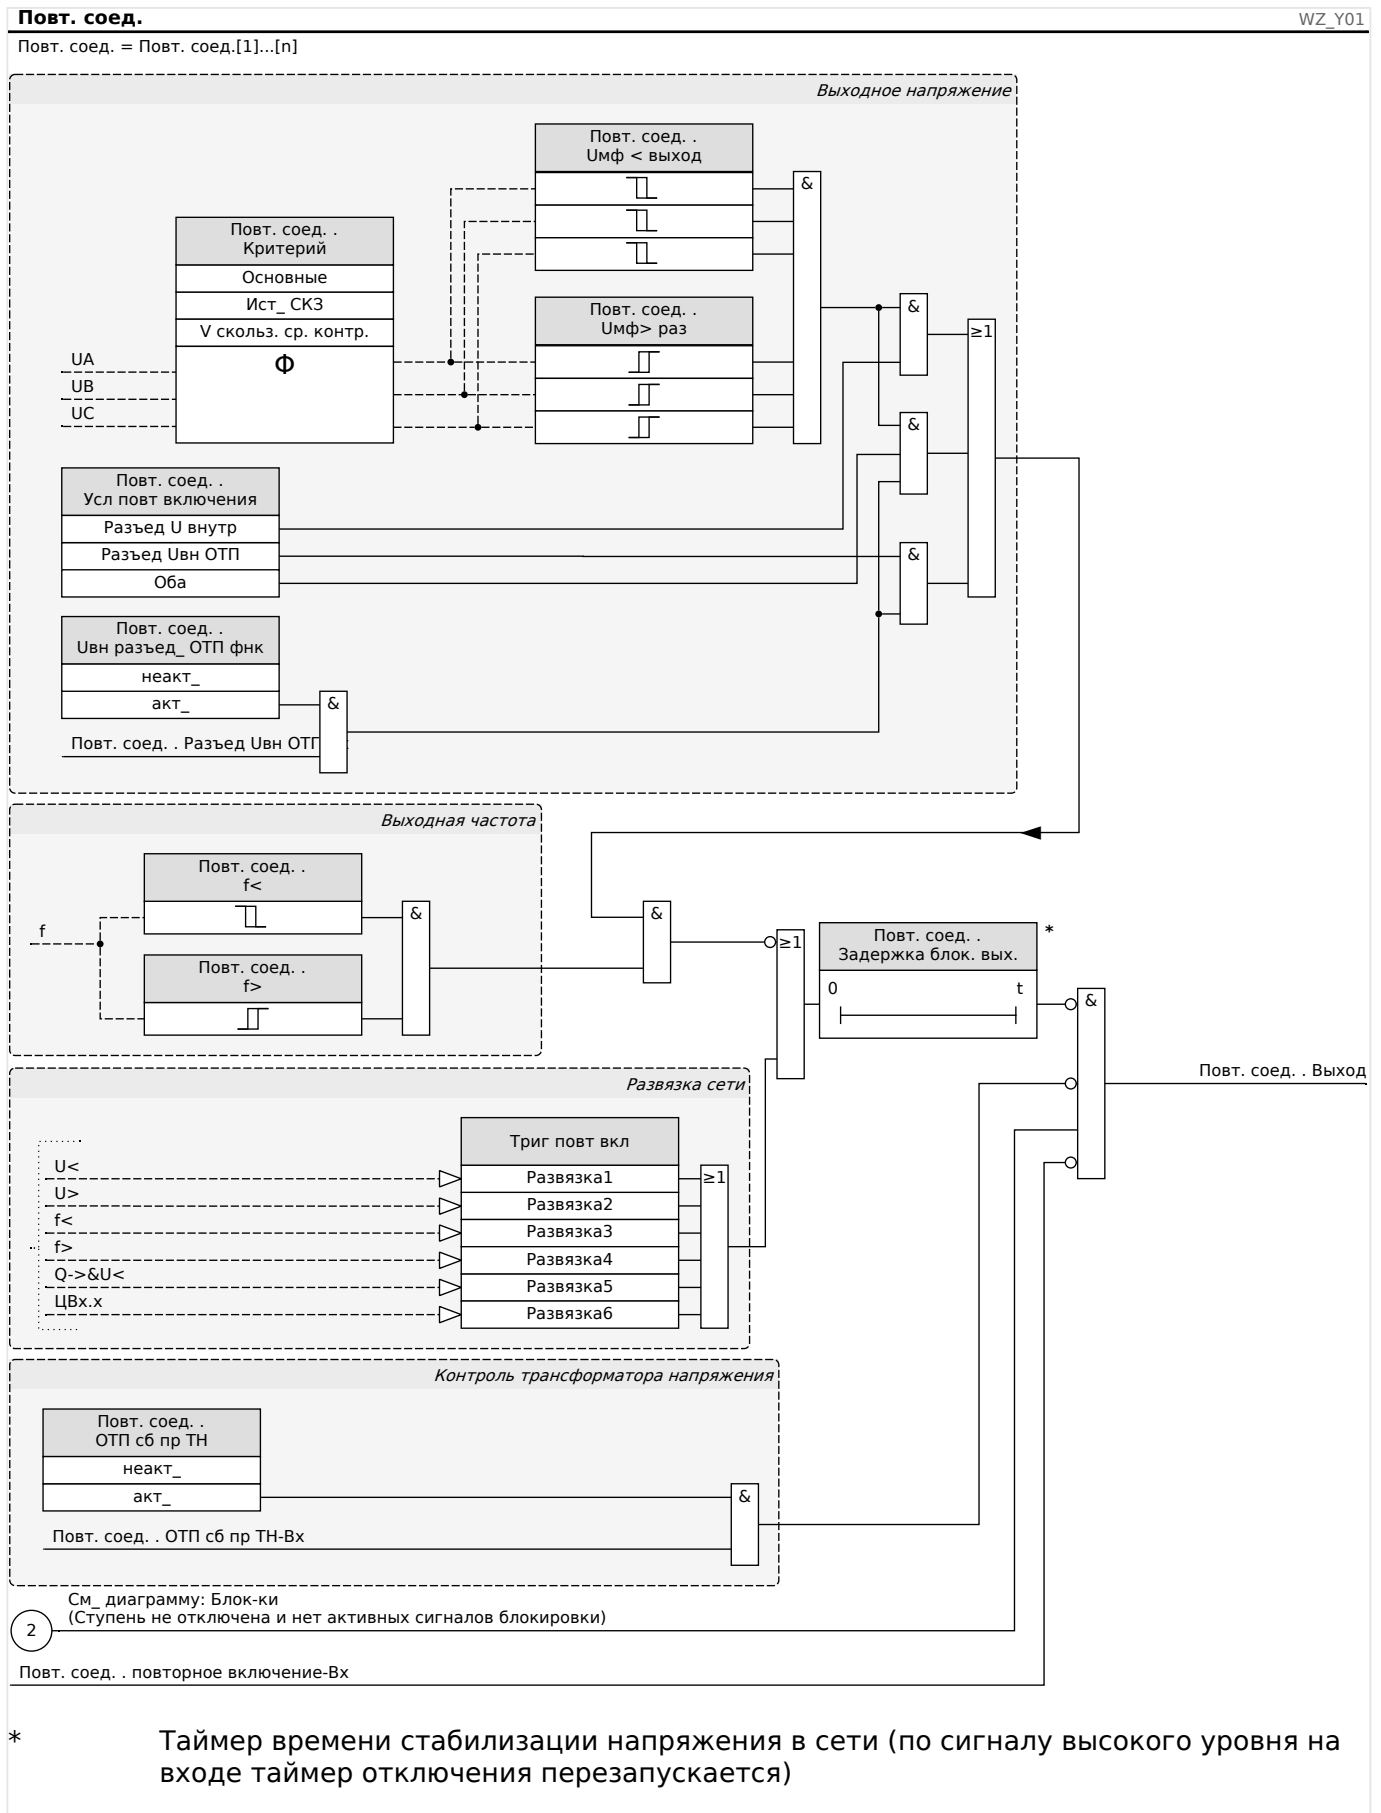 Повт. соед.
WZ_Y01
Повт. соед. = Повт. соед.[1]...[n]
Выходное напряжение
Повт. соед. .
Uмф < выход
&
Повт. соед. .
Критерий
Основные
Ист_ СКЗ
V скольз. ср. контр.
Φ
UA
UB
UC
Повт. соед. .
Uмф> раз
&
≥1
&
Повт. соед. .
Усл повт включения
Разъед U внутр
Разъед Uвн ОТП
Оба
&
Повт. соед. .
Uвн разъед_ ОТП фнк
неакт_
акт_
&
Повт. соед. . Разъед Uвн ОТП
Выходная частота
Повт. соед. .
f<
f
&
Повт. соед. .
f>
&
≥1
Повт. соед. .
Задержка блок. вых.
*
0 t
&
Повт. соед. . Выход
Развязка сети
Триг повт вкл
U<
Развязка1
≥1
U>
Развязка2
f<
Развязка3
f>
Развязка4
Q->&U<
Развязка5
ЦВх.x
Развязка6
Контроль трансформатора напряжения
Повт. соед. .
ОТП сб пр ТН
неакт_
акт_
&
Повт. соед. . ОТП сб пр ТН-Вх
См_ диаграмму: Блок-ки
(Ступень не отключена и нет активных сигналов блокировки)
2
Повт. соед. . повторное включение-Вх
* Таймер времени стабилизации напряжения в сети (по сигналу высокого уровня на
входе таймер отключения перезапускается)